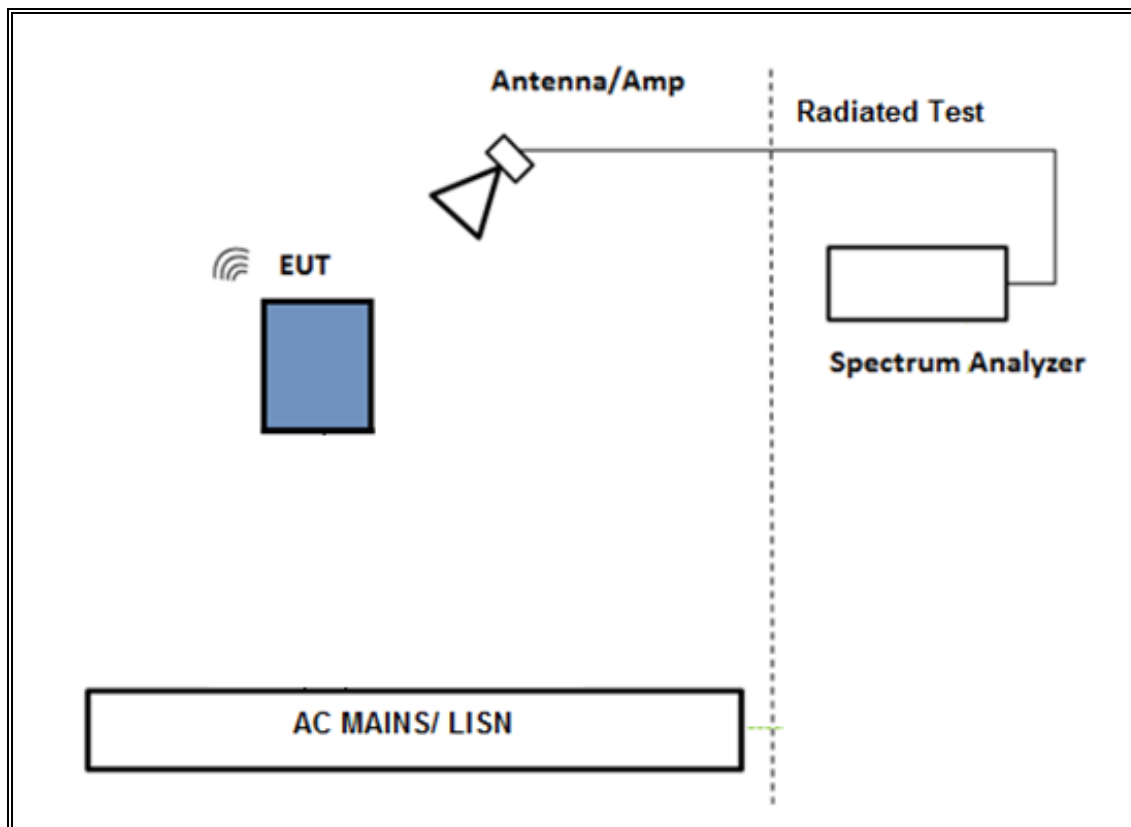 Antenna/Amp
Radiated Test
EUT
Spectrum Analyzer
AC MAINS/ LISN